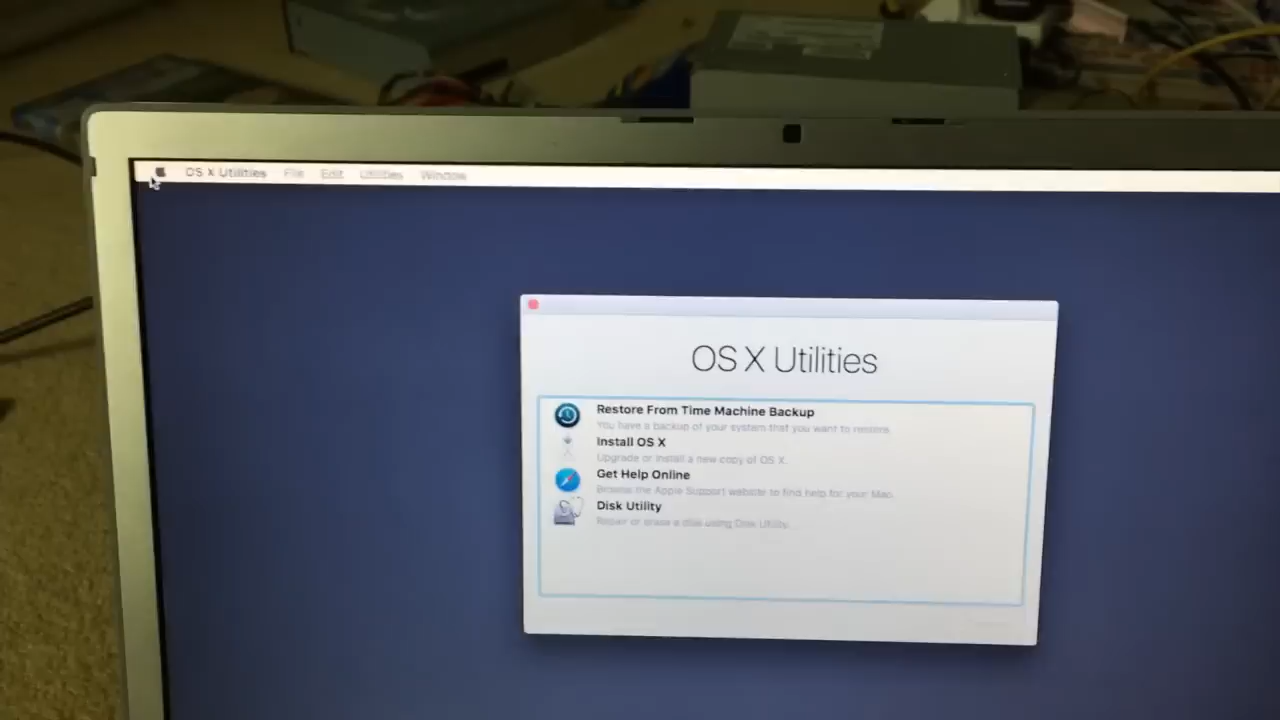 OS X Utilities File Edit Utilities Window
OS X Utilities
Restore From Time Machine Backup
You have a backup of your system that you want to restore.
Install OS X
Upgrade or install a new copy of OS X.
Get Help Online
Browse the Apple Support website to find help for your Mac.
Disk Utility
Repair or erase a disk using Disk Utility.